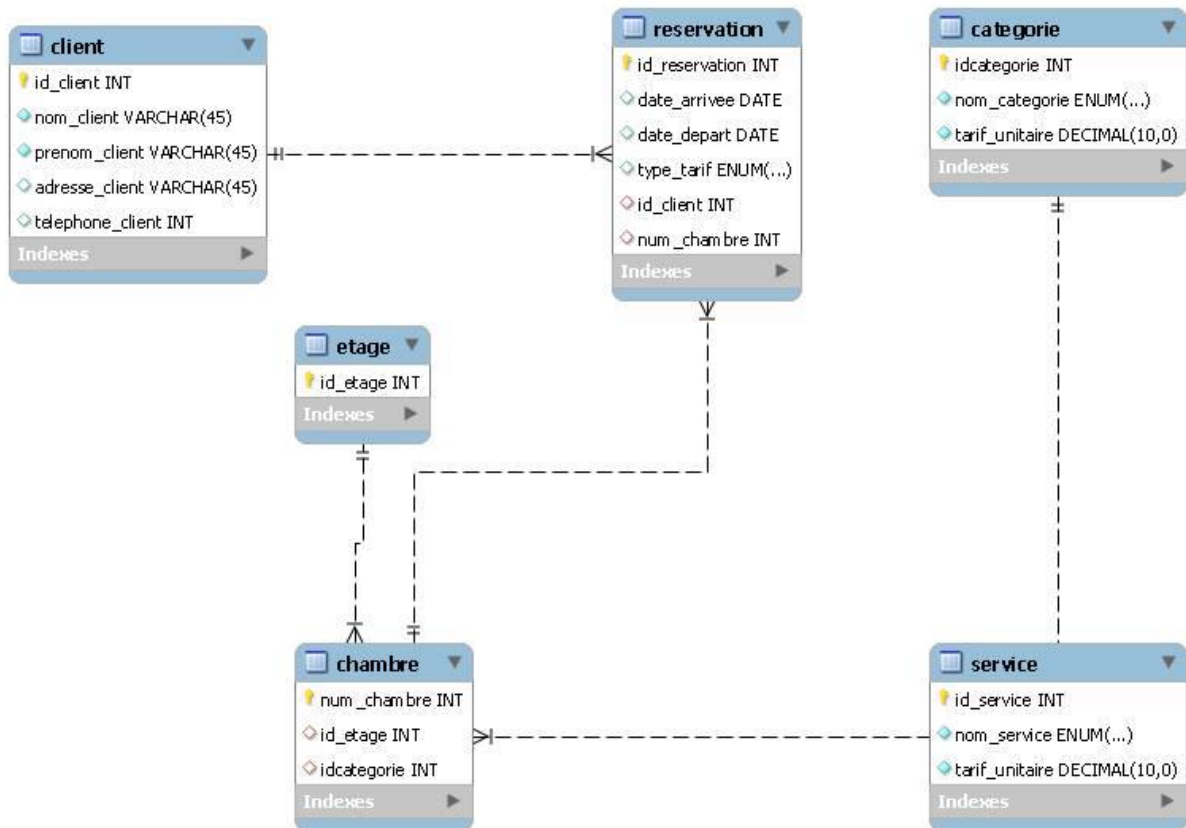 client
id_client INT
nom_client VARCHAR(45)
prenom_client VARCHAR(45)
adresse_client VARCHAR(45)
telephone_client INT
Indexes
reservation
id_reservation INT
date_arrivee DATE
date_depart DATE
type_tarif ENUM(...)
id_client INT
num_chambre INT
Indexes
categorie
idcategorie INT
nom_categorie ENUM(...)
tarif_unitaire DECIMAL(10,0)
Indexes
etage
id_etage INT
Indexes
chambre
num_chambre INT
id_etage INT
idcategorie INT
Indexes
service
id_service INT
nom_service ENUM(...)
tarif_unitaire DECIMAL(10,0)
Indexes